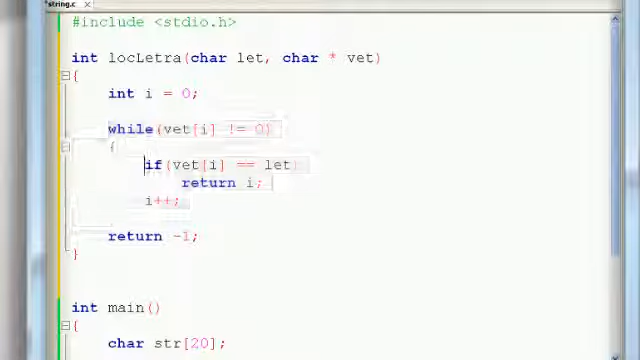 *string.c
#include <stdio.h>
int locLetra(char let, char * vet)
{
int i = 0;
while(vet[i] != 0)
{
if(vet[i] == let)
return i;
i++;
return -1;
}
int main()
{
char str[20];